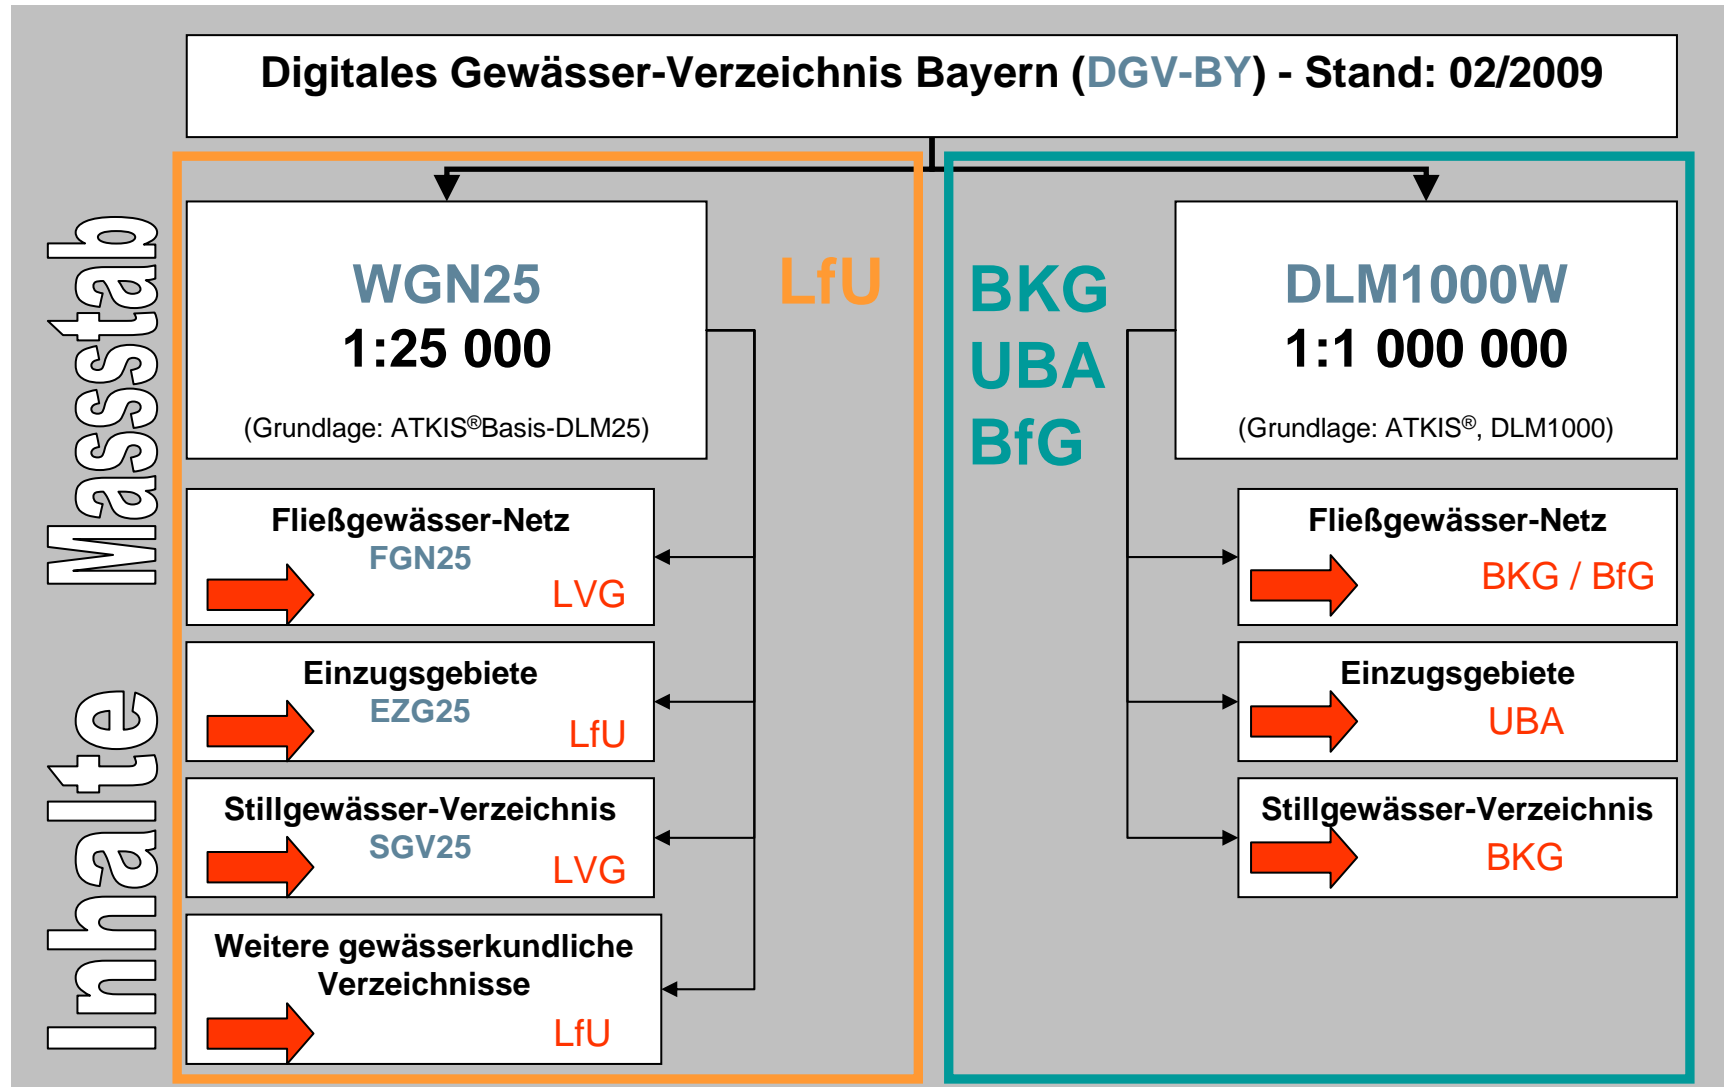 Digitales Gewässer-Verzeichnis Bayern (DGV-BY) - Stand: 02/2009
Massstab
Inhalte
WGN25
1:25 000
(Grundlage: ATKIS®Basis-DLM25)
LfU
Fließgewässer-Netz
FGN25
LVG
Einzugsgebiete
EZG25
LfU
Stillgewässer-Verzeichnis
SGV25
LVG
Weitere gewässerkundliche
Verzeichnisse
LfU
BKG
UBA
BfG
DLM1000W
1:1 000 000
(Grundlage: ATKIS®, DLM1000)
Fließgewässer-Netz
BKG / BfG
Einzugsgebiete
UBA
Stillgewässer-Verzeichnis
BKG